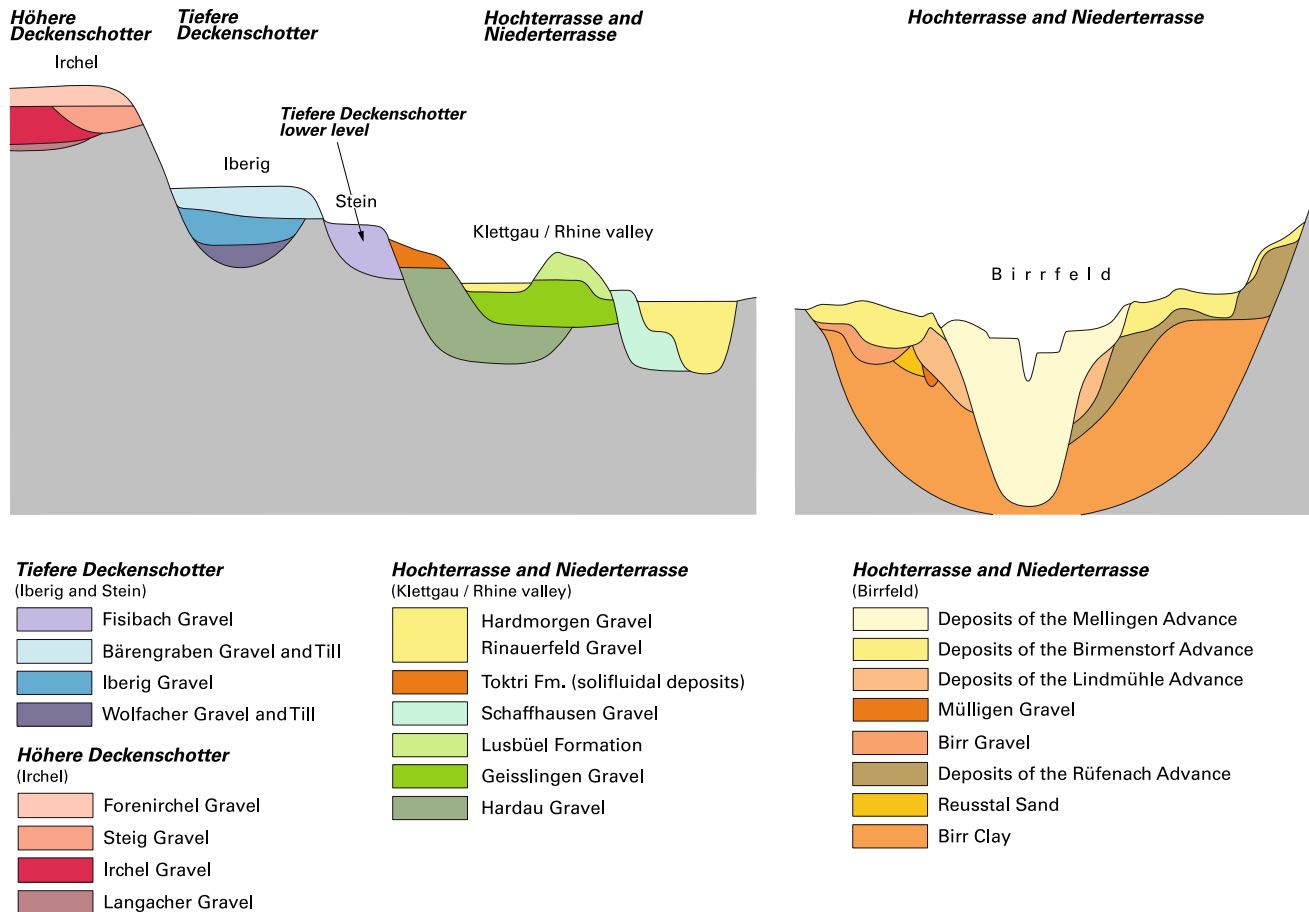 Höhere
Deckenschotter
Tiefere
Deckenschotter
Hochterrasse and
Niederterrasse
Hochterrasse and Niederterrasse
Irchel
Tiefere Deckenschotter
lower level
Iberig
Stein
Klettgau / Rhine valley
Birrfeld
Tiefere Deckenschotter
(Iberig and Stein)
Fisibach Gravel
Bärengraben Gravel and Till
Iberig Gravel
Wolfacher Gravel and Till
Höhere Deckenschotter
(Irchel)
Forenirchel Gravel
Steig Gravel
Irchel Gravel
Langacher Gravel
Hochterrasse and Niederterrasse
(Klettgau / Rhine valley)
Hardmorgen Gravel
Rinauerfeld Gravel
Toktri Fm. (solifluidal deposits)
Schaffhausen Gravel
Lusbüel Formation
Geisslingen Gravel
Hardau Gravel
Hochterrasse and Niederterrasse
(Birrfeld)
Deposits of the Mellingen Advance
Deposits of the Birmenstorf Advance
Deposits of the Lindmühle Advance
Mülligen Gravel
Birr Gravel
Deposits of the Rüfenach Advance
Reusstal Sand
Birr Clay